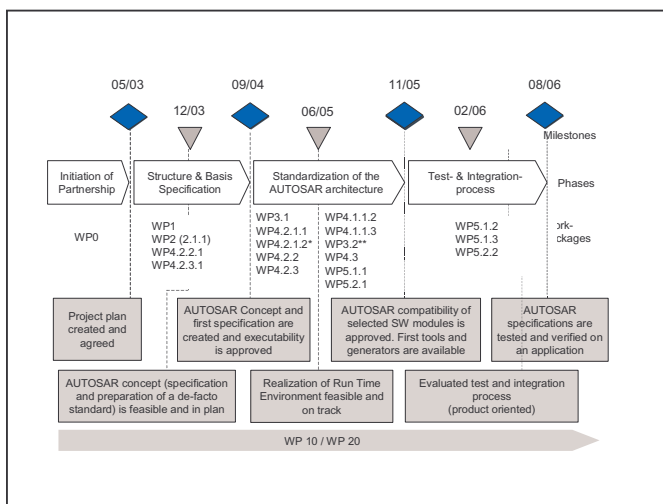 05/03
09/04
11/05
08/06
12/03
06/05
02/06
Milestones
Initiation of
Partnership
Structure & Basis
Specification
Standardization of the
AUTOSAR architecture
Test- & Integration-
process
Phases
WP0
WP1
WP2 (2.1.1)
WP4.2.2.1
WP4.2.3.1
WP3.1
WP4.2.1.1
WP4.2.1.2*
WP4.2.2
WP4.2.3
WP4.1.1.2
WP4.1.1.3
WP3.2**
WP4.3
WP5.1.1
WP5.2.1
WP5.1.2
WP5.1.3
WP5.2.2
ork-
ckages
Project plan
created and
agreed
AUTOSAR Concept and
first specification are
created and executability
is approved
AUTOSAR compatibility of
selected SW modules is
approved. First tools and
generators are available
AUTOSAR
specifications are
tested and verified on
an application
AUTOSAR concept (specification
and preparation of a de-facto
standard) is feasible and in plan
Realization of Run Time
Environment feasible and
on track
Evaluated test and integration
process
(product oriented)
WP 10 / WP 20